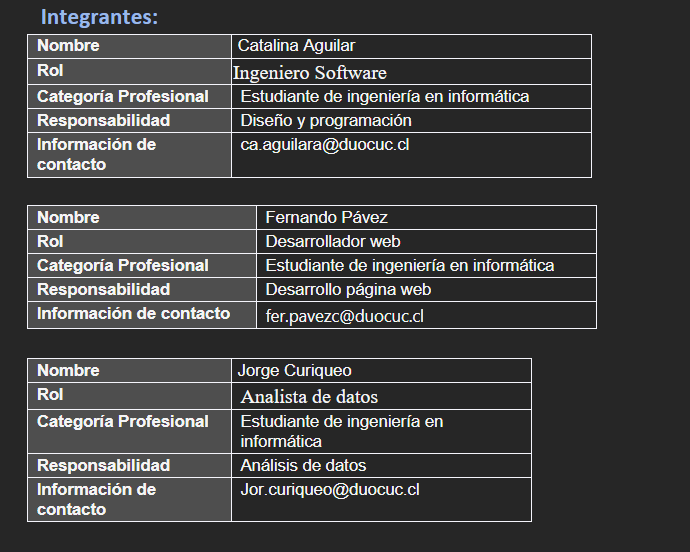 Integrantes:
Nombre Catalina Aguilar
Rol Ingeniero Software
Categoría Profesional Estudiante de ingeniería en informática
Responsabilidad Diseño y programación
Información de contacto ca.aguilara@duocuc.cl
Nombre Fernando Pávez
Rol Desarrollador web
Categoría Profesional Estudiante de ingeniería en informática
Responsabilidad Desarrollo página web
Información de contacto fer.pavezc@duocuc.cl
Nombre Jorge Curiqueo
Rol Analista de datos
Categoría Profesional Estudiante de ingeniería en
informática
Responsabilidad Análisis de datos
Información de contacto Jor.curiqueo@duocuc.cl